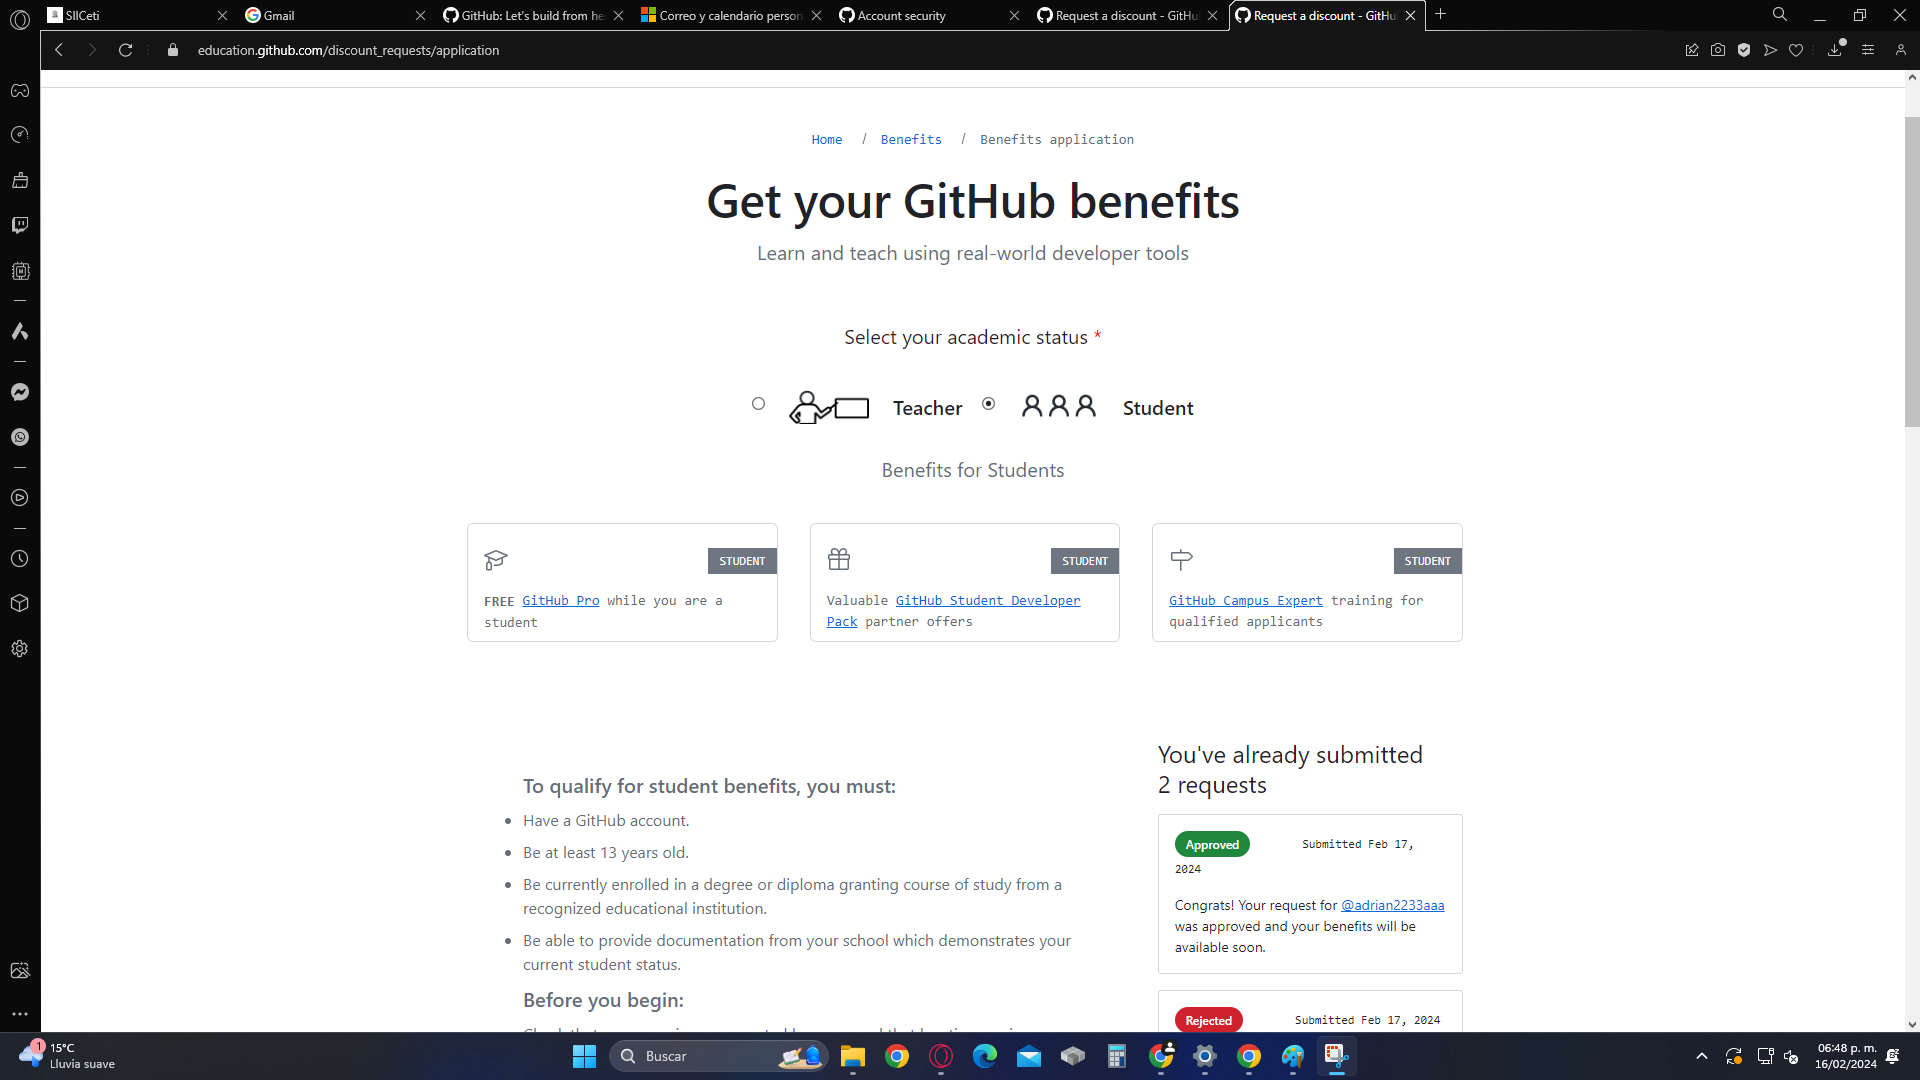 SIICeti
Gmail
GitHub: Let's build from he
Correo y calendario person
Account security
Request a discount - GitHu
Request a discount - GitHu
education.github.com/discount_requests/application
Home / Benefits / Benefits application
Get your GitHub benefits
Learn and teach using real-world developer tools
Select your academic status *
Teacher
Student
Benefits for Students
STUDENT
FREE GitHub Pro while you are a
student
STUDENT
Valuable GitHub Student Developer
Pack partner offers
STUDENT
GitHub Campus Expert training for
qualified applicants
To qualify for student benefits, you must:
Have a GitHub account.
Be at least 13 years old.
Be currently enrolled in a degree or diploma granting course of study from a
recognized educational institution.
Be able to provide documentation from your school which demonstrates your
current student status.
Before you begin:
You've already submitted
2 requests
Approved Submitted Feb 17,
2024
Congrats! Your request for @adrian2233aaa
was approved and your benefits will be
available soon.
Rejected Submitted Feb 17, 2024
1
15°C
Lluvia suave
Buscar
06:48 p. m.
16/02/2024